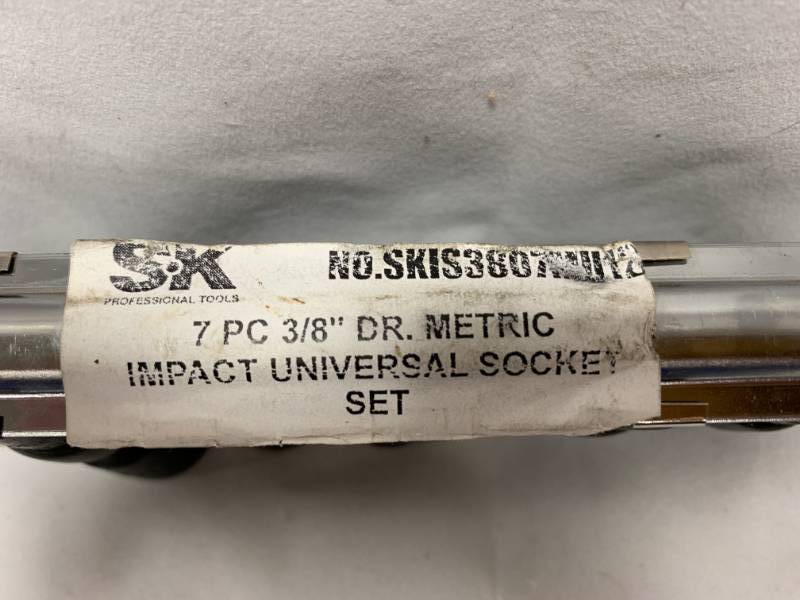 S•K
PROFESSIONAL TOOLS
7 PC 3/8" DR. METRIC
IMPACT UNIVERSAL SOCKET
SET